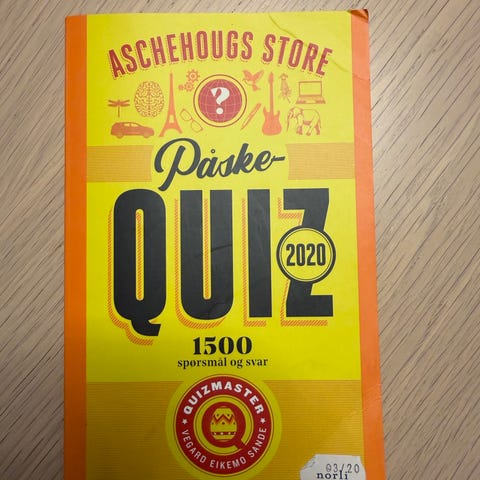 ASCHEHOUGS STORE
?
Påske-
QUIZ
2020
1500
spørsmål og svar
QUIZMASTER
Q
VEGARD EIKEMO SANDE
03/20
norli